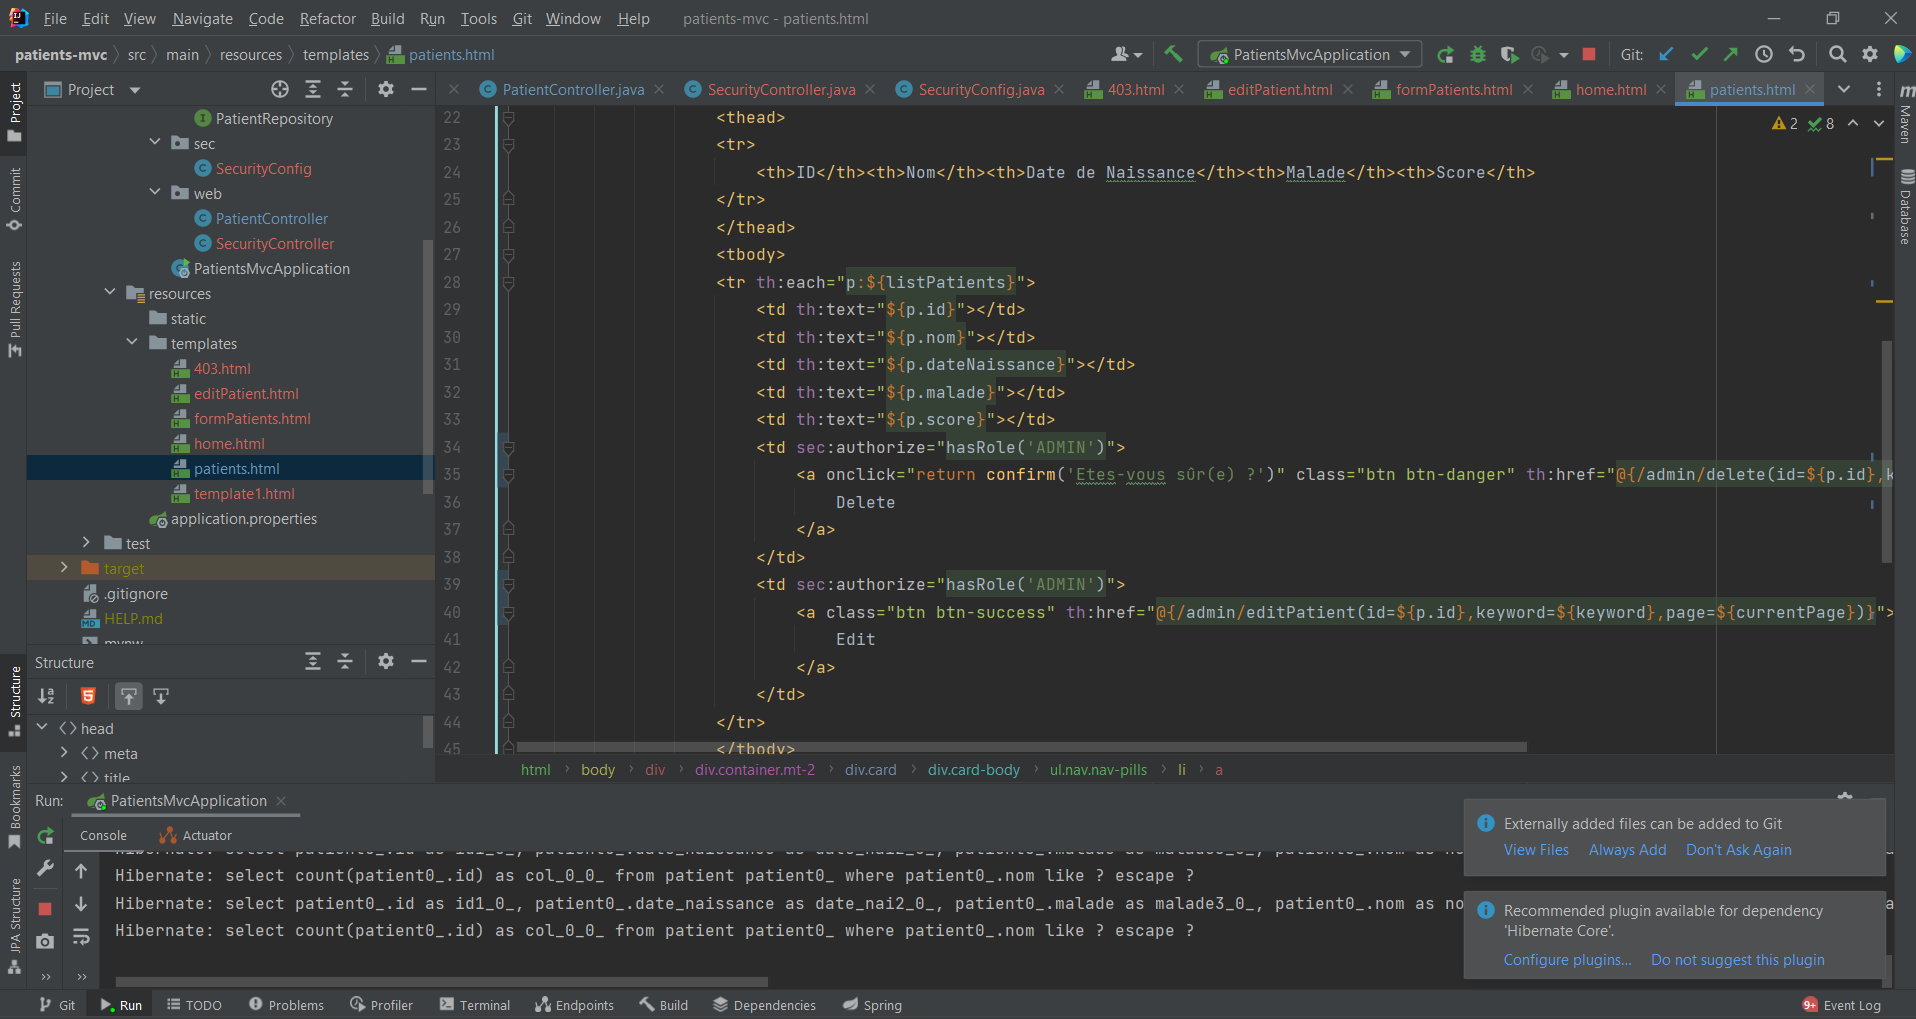 File Edit View Navigate Code Refactor Build Run Tools Git Window Help patients-mvc - patients.html
patients-mvc src main resources templates patients.html
PatientsMvcApplication Git:
Project
PatientController.java SecurityController.java SecurityConfig.java 403.html editPatient.html formPatients.html home.html patients.html
PatientRepository
sec
SecurityConfig
web
PatientController
SecurityController
PatientsMvcApplication
resources
static
templates
403.html
editPatient.html
formPatients.html
home.html
patients.html
template1.html
application.properties
test
target
.gitignore
HELP.md
mvnw
2 8
22 <thead>
23 <tr>
24 <th>ID</th><th>Nom</th><th>Date de Naissance</th><th>Malade</th><th>Score</th>
25 </tr>
26 </thead>
27 <tbody>
28 <tr th:each="p:${listPatients}">
29 <td th:text="${p.id}"></td>
30 <td th:text="${p.nom}"></td>
31 <td th:text="${p.dateNaissance}"></td>
32 <td th:text="${p.malade}"></td>
33 <td th:text="${p.score}"></td>
34 <td sec:authorize="hasRole('ADMIN')">
35 <a onclick="return confirm('Etes-vous sûr(e) ?')" class="btn btn-danger" th:href="@{/admin/delete(id=${p.id},k
36 Delete
37 </a>
38 </td>
39 <td sec:authorize="hasRole('ADMIN')">
40 <a class="btn btn-success" th:href="@{/admin/editPatient(id=${p.id},keyword=${keyword},page=${currentPage})}">
41 Edit
42 </a>
43 </td>
44 </tr>
45 </tbody>
html body div div.container.mt-2 div.card div.card-body ul.nav.nav-pills li a
Structure
head
meta
title
Project
Commit
Pull Requests
Structure
Bookmarks
JPA Structure
Maven
Database
Run: PatientsMvcApplication
Console Actuator
Hibernate: select count(patient0_.id) as col_0_0_ from patient patient0_ where patient0_.nom like ? escape ?
Hibernate: select patient0_.id as id1_0_, patient0_.date_naissance as date_nai2_0_, patient0_.malade as malade3_0_, patient0_.nom as no
Hibernate: select count(patient0_.id) as col_0_0_ from patient patient0_ where patient0_.nom like ? escape ?
Externally added files can be added to Git
View Files Always Add Don't Ask Again
Recommended plugin available for dependency
'Hibernate Core'.
Configure plugins... Do not suggest this plugin
Git Run TODO Problems Profiler Terminal Endpoints Build Dependencies Spring 9+ Event Log